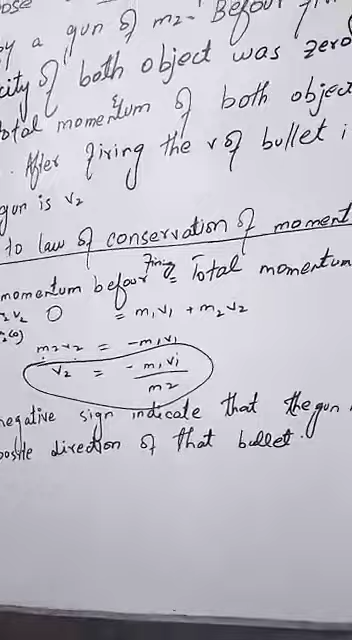 by a gun of m2. Before
city of both object was zero
total momentum of both object
. After firing the v of bullet i
gun is v2
to law of conservation of moment
momentum befour Firing = Total momentum
0 = m1v1 + m2v2
m2v2 = -m1v1
v2 = -m1v1/m2
negative sign indicate that the gun
posite direction of that bullet.